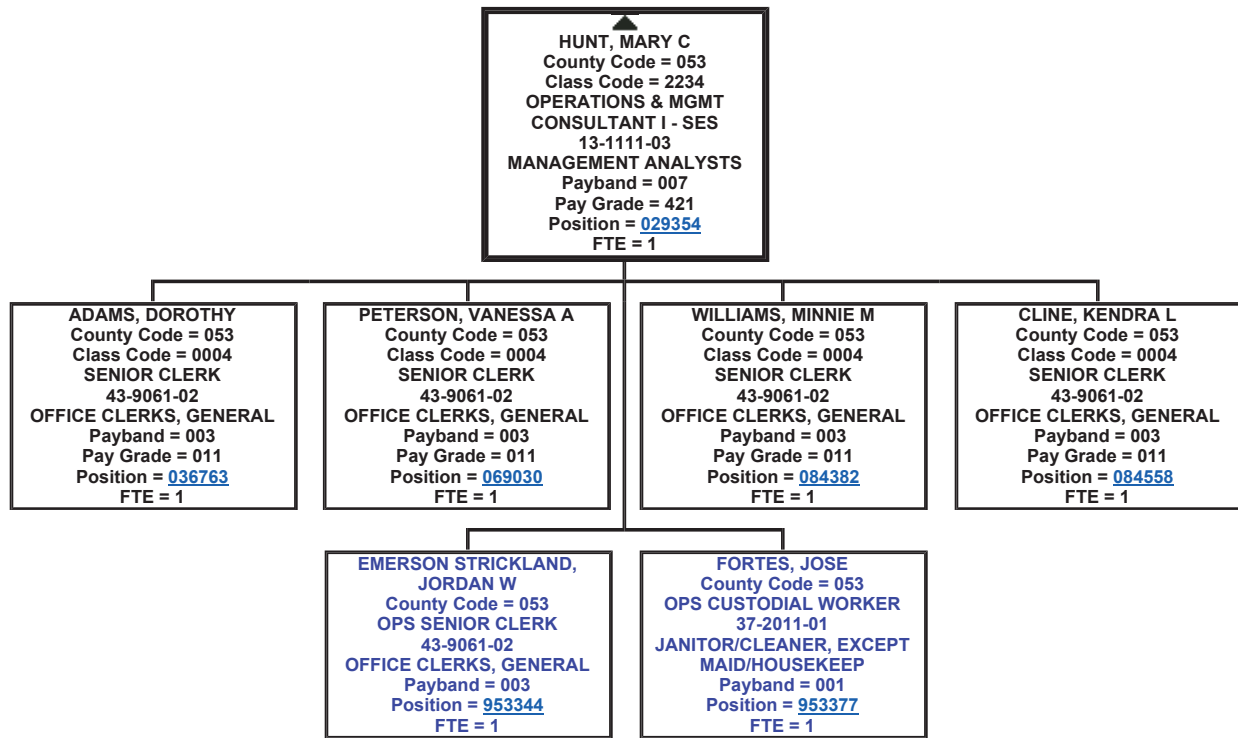 HUNT, MARY C
County Code = 053
Class Code = 2234
OPERATIONS & MGMT
CONSULTANT I - SES
13-1111-03
MANAGEMENT ANALYSTS
Payband = 007
Pay Grade = 421
Position = 029354
FTE = 1
ADAMS, DOROTHY
County Code = 053
Class Code = 0004
SENIOR CLERK
43-9061-02
OFFICE CLERKS, GENERAL
Payband = 003
Pay Grade = 011
Position = 036763
FTE = 1
PETERSON, VANESSA A
County Code = 053
Class Code = 0004
SENIOR CLERK
43-9061-02
OFFICE CLERKS, GENERAL
Payband = 003
Pay Grade = 011
Position = 069030
FTE = 1
WILLIAMS, MINNIE M
County Code = 053
Class Code = 0004
SENIOR CLERK
43-9061-02
OFFICE CLERKS, GENERAL
Payband = 003
Pay Grade = 011
Position = 084382
FTE = 1
CLINE, KENDRA L
County Code = 053
Class Code = 0004
SENIOR CLERK
43-9061-02
OFFICE CLERKS, GENERAL
Payband = 003
Pay Grade = 011
Position = 084558
FTE = 1
EMERSON STRICKLAND,
JORDAN W
County Code = 053
OPS SENIOR CLERK
43-9061-02
OFFICE CLERKS, GENERAL
Payband = 003
Position = 953344
FTE = 1
FORTES, JOSE
County Code = 053
OPS CUSTODIAL WORKER
37-2011-01
JANITOR/CLEANER, EXCEPT
MAID/HOUSEKEEP
Payband = 001
Position = 953377
FTE = 1